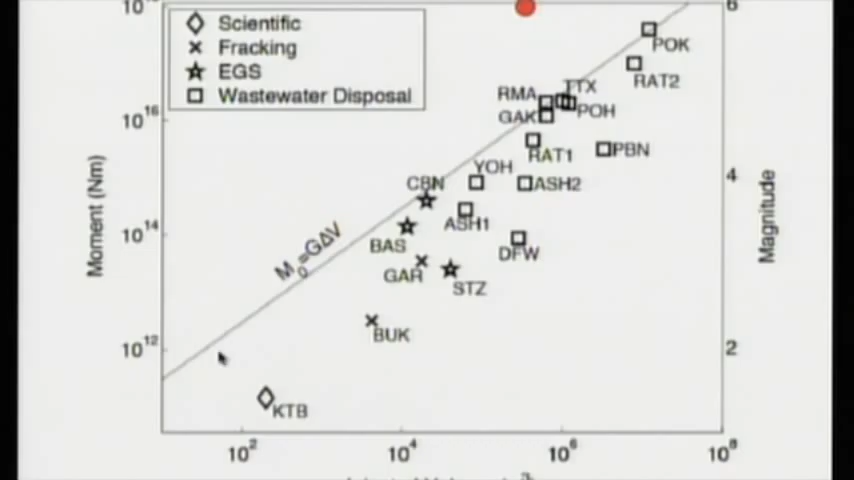 Scientific
Fracking
EGS
Wastewater Disposal
6
POK
RAT2
TTX
RMA
POH
GAK
10^16
RAT1
PBN
YOH
4
CBN
ASH2
ASH1
10^14
BAS
DFW
M_0=GΔV
GAR
STZ
BUK
10^12
2
KTB
Moment (Nm)
Magnitude
10^2
10^4
10^6
10^8